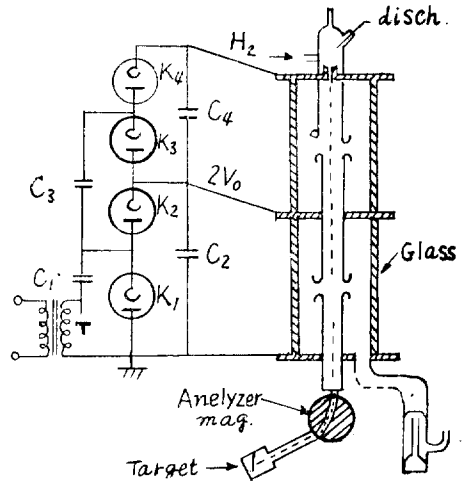 disch.
H2
K4
C4
K3
C3
2V0
K2
C2
Glass
C1
K1
Anelyzer
mag.
Target